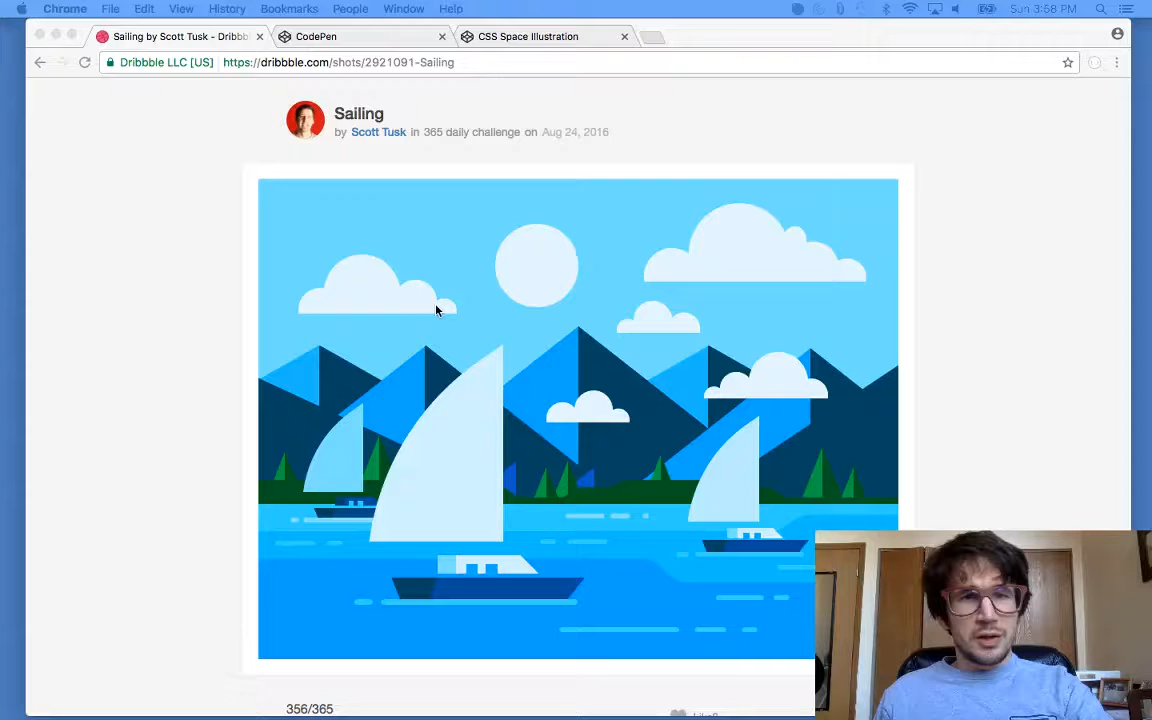 Chrome File Edit View History Bookmarks People Window Help Sun 3:58 PM
Sailing by Scott Tusk - Dribbb CodePen CSS Space Illustration
Dribbble LLC [US] https://dribbble.com/shots/2921091-Sailing
Sailing
by Scott Tusk in 365 daily challenge on Aug 24, 2016
356/365